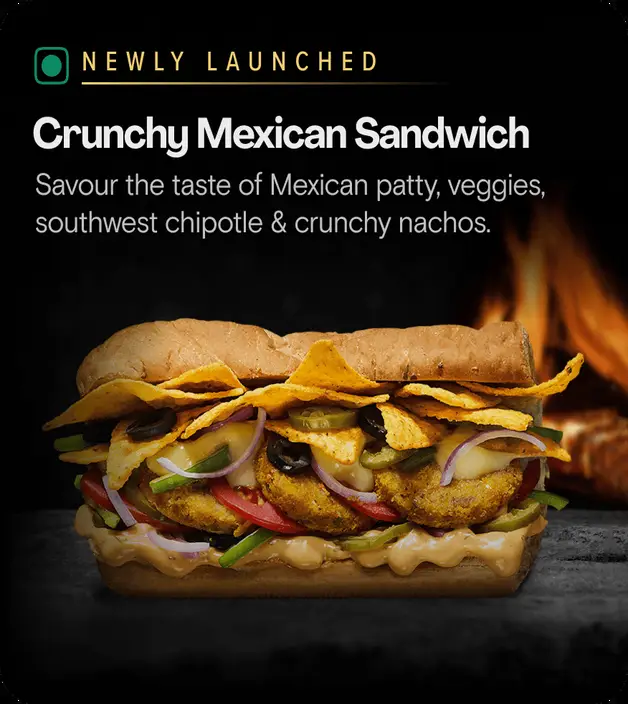 NEWLY LAUNCHED
Crunchy Mexican Sandwich
Savour the taste of Mexican patty, veggies,
southwest chipotle & crunchy nachos.